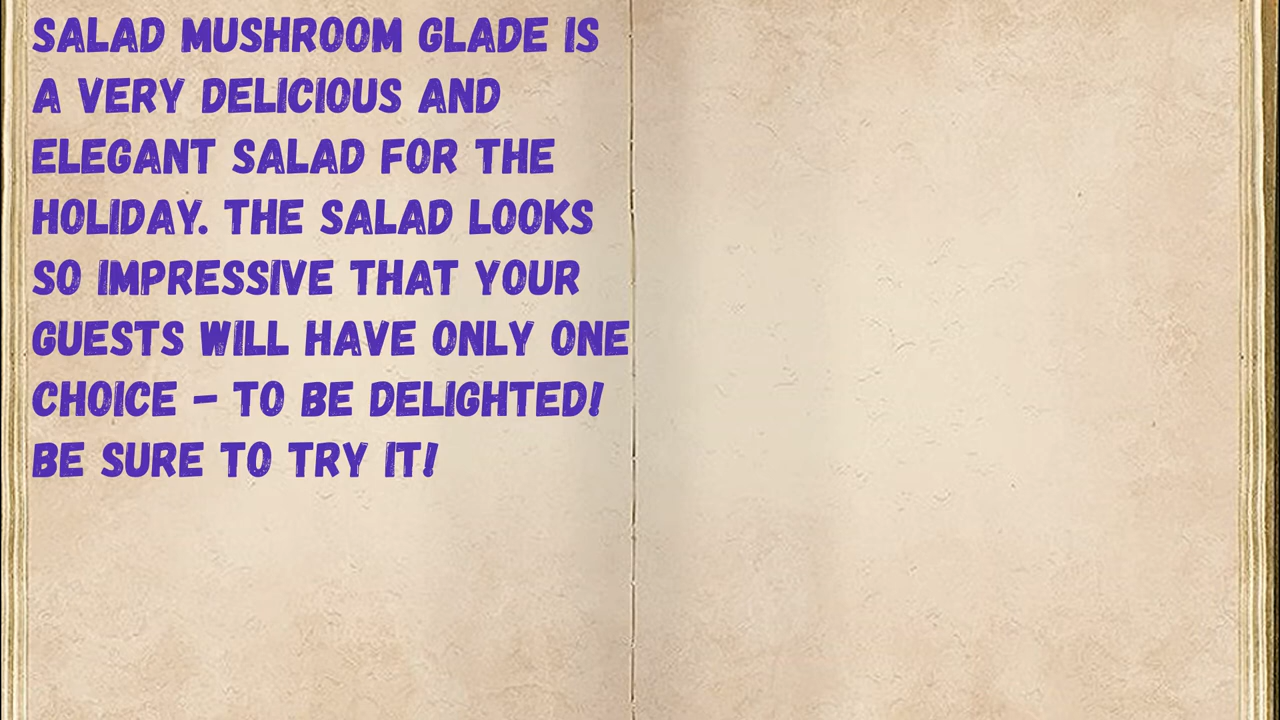 SALAD MUSHROOM GLADE IS
A VERY DELICIOUS AND
ELEGANT SALAD FOR THE
HOLIDAY. THE SALAD LOOKS
SO IMPRESSIVE THAT YOUR
GUESTS WILL HAVE ONLY ONE
CHOICE – TO BE DELIGHTED!
BE SURE TO TRY IT!